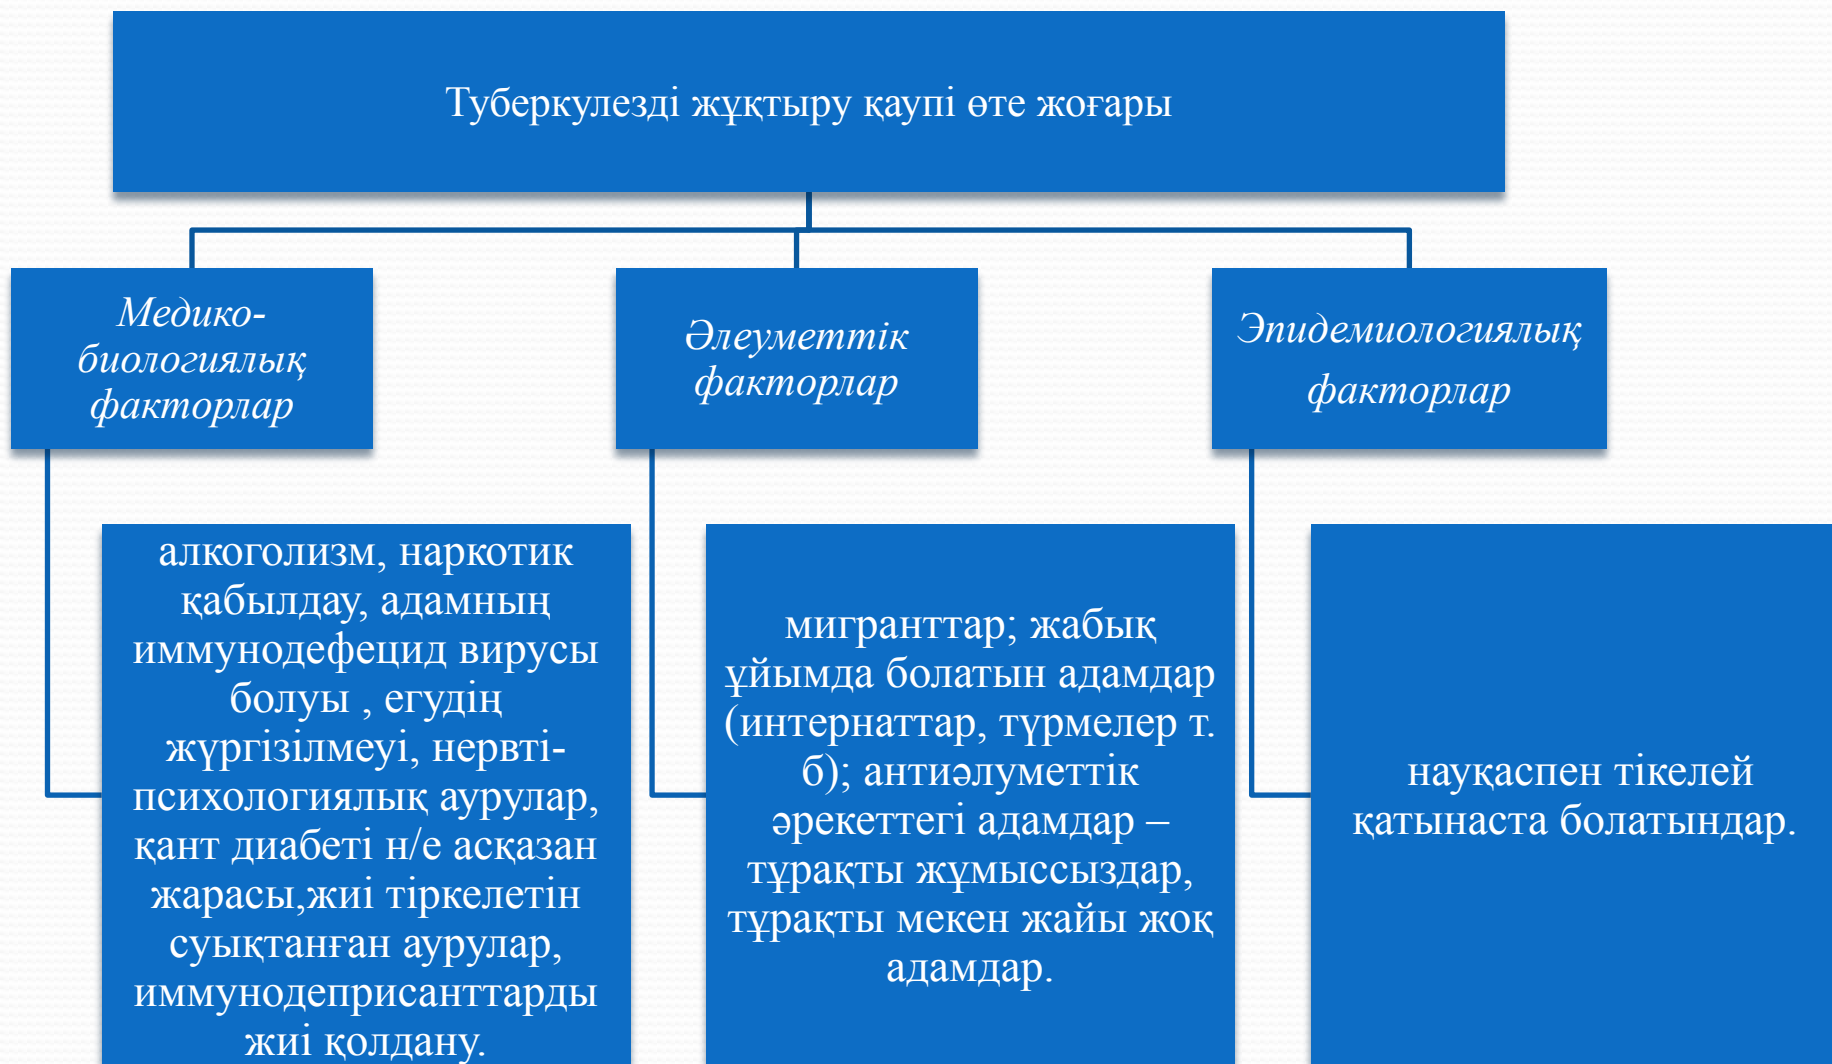 Туберкулезді жұқтыру қаупі өте жоғары
Медико-
биологиялық
факторлар
Әлеуметтік
факторлар
Эпидемиологиялық
факторлар
алкоголизм, наркотик
қабылдау, адамның
иммунодефецид вирусы
болуы , егудің
жүргізілмеуі, нервті-
психологиялық аурулар,
қант диабеті н/е асқазан
жарасы,жиі тіркелетін
суықтанған аурулар,
иммунодеприсанттарды
жиі қолдану.
мигранттар; жабық
ұйымда болатын адамдар
(интернаттар, түрмелер т.
б); антиәлуметтік
әрекеттегі адамдар –
тұрақты жұмыссыздар,
тұрақты мекен жайы жоқ
адамдар.
науқаспен тікелей
қатынаста болатындар.